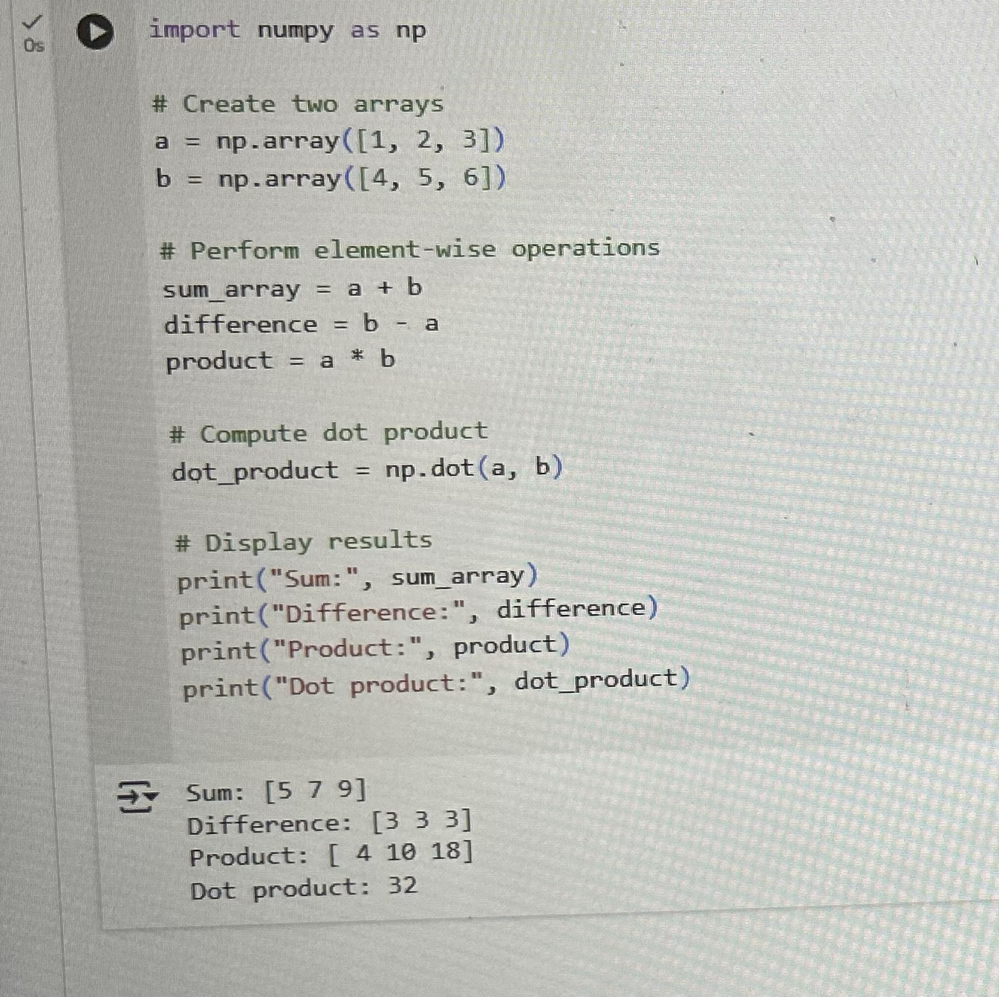 0s
import numpy as np
# Create two arrays
a = np.array([1, 2, 3])
b = np.array([4, 5, 6])
# Perform element-wise operations
sum_array = a + b
difference = b - a
product = a * b
# Compute dot product
dot_product = np.dot(a, b)
# Display results
print("Sum:", sum_array)
print("Difference:", difference)
print("Product:", product)
print("Dot product:", dot_product)
Sum: [5 7 9]
Difference: [3 3 3]
Product: [ 4 10 18]
Dot product: 32